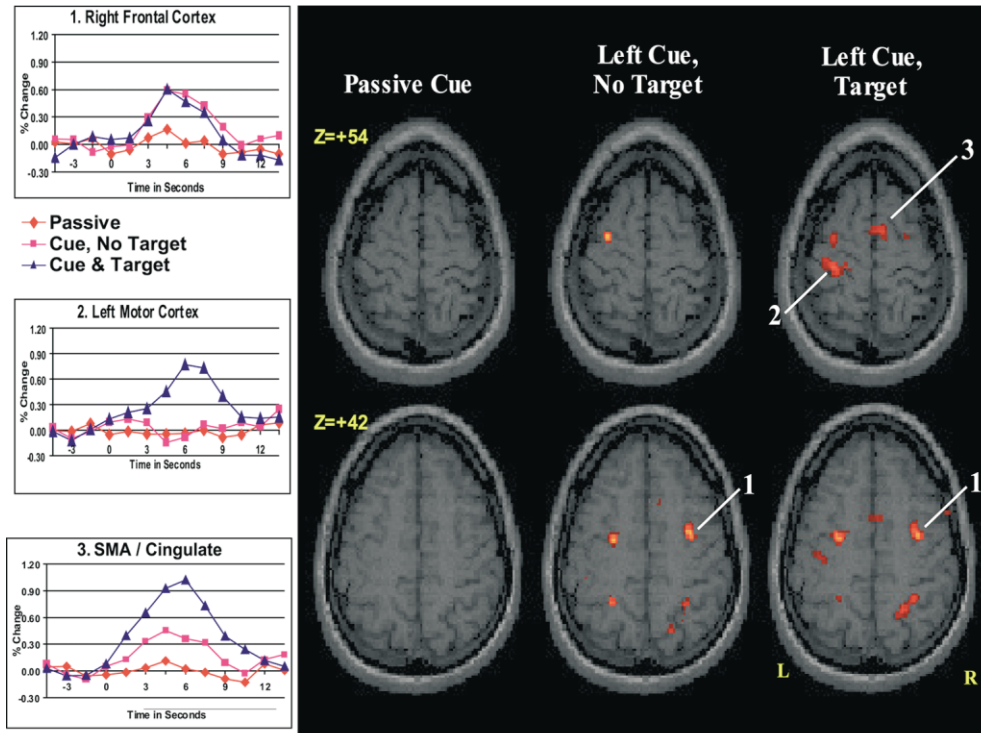 1. Right Frontal Cortex
1.20
0.90
0.60
0.30
0.00
-0.30
% Change
-3 0 3 6 9 12
Time in Seconds
Passive
Cue, No Target
Cue & Target
2. Left Motor Cortex
1.20
0.90
0.60
0.30
0.00
-0.30
% Change
-3 0 3 6 9 12
Time in Seconds
3. SMA / Cingulate
1.20
0.90
0.60
0.30
0.00
-0.30
% Change
-3 0 3 6 9 12
Time in Seconds
Passive Cue
Left Cue,
No Target
Left Cue,
Target
Z=+54
3
2
Z=+42
1
1
L
R